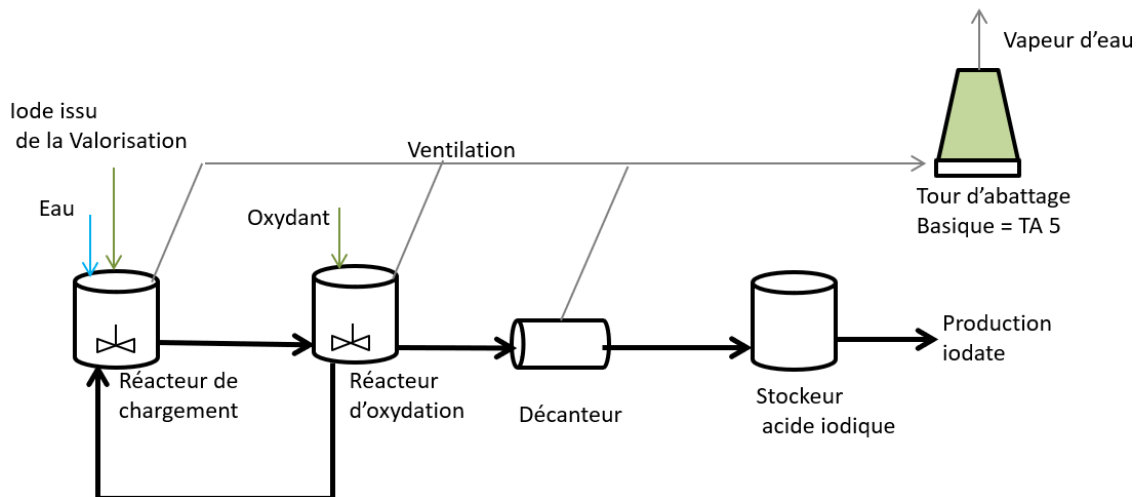 Vapeur d’eau
Iode issu
de la Valorisation
Ventilation
Tour d’abattage
Basique = TA 5
Eau
Oxydant
Production
iodate
Réacteur de
chargement
Réacteur
d’oxydation
Décanteur
Stockeur
acide iodique